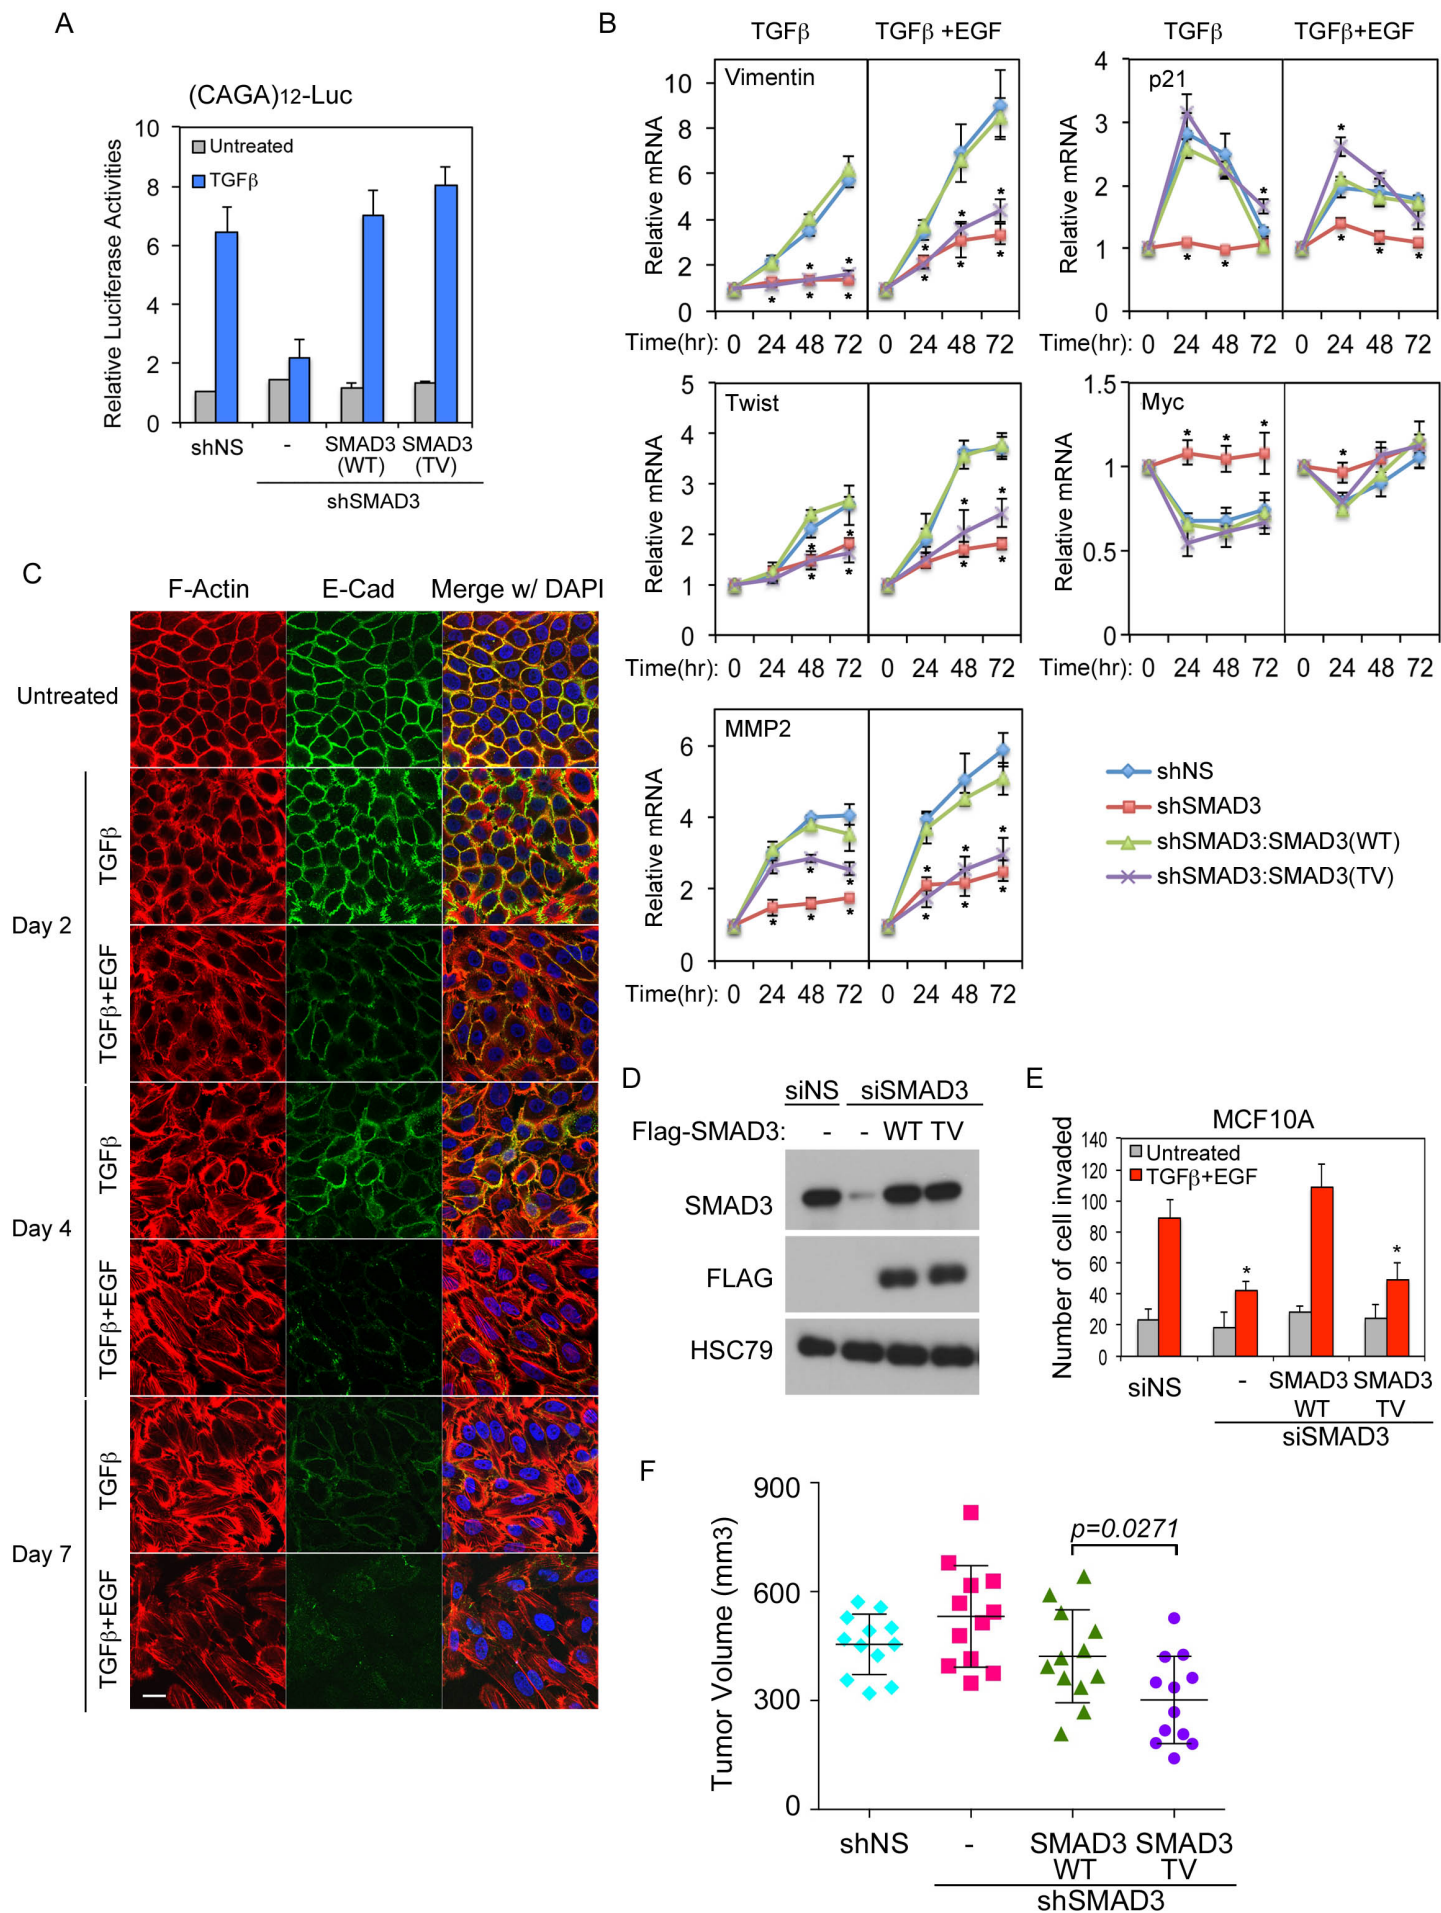 A
(CAGA)12-Luc
Relative Luciferase Activities
10
8
6
4
2
0
Untreated
TGFβ
shNS
-
SMAD3
(WT)
SMAD3
(TV)
shSMAD3
B
TGFβ
TGFβ +EGF
Vimentin
Relative mRNA
10
8
6
4
2
0
* * * * * * * * * * *
Time(hr): 0 24 48 72 0 24 48 72
Twist
Relative mRNA
5
4
3
2
1
0
* * * * * * * *
Time(hr): 0 24 48 72 0 24 48 72
MMP2
Relative mRNA
6
4
2
0
* * * * * * * * * * *
Time(hr): 0 24 48 72 0 24 48 72
TGFβ
TGFβ+EGF
p21
Relative mRNA
4
3
2
1
0
* * * * * * *
Time(hr): 0 24 48 72 0 24 48 72
Myc
Relative mRNA
1.5
1
0.5
0
* * * *
Time(hr): 0 24 48 72 0 24 48 72
shNS
shSMAD3
shSMAD3:SMAD3(WT)
shSMAD3:SMAD3(TV)
C
F-Actin E-Cad Merge w/ DAPI
Untreated
Day 2
TGFβ
TGFβ+EGF
Day 4
TGFβ
TGFβ+EGF
Day 7
TGFβ
TGFβ+EGF
D
siNS siSMAD3
Flag-SMAD3: - - WT TV
SMAD3
FLAG
HSC79
E
MCF10A
Number of cell invaded
140
120
100
80
60
40
20
0
Untreated
TGFβ+EGF
* *
siNS
-
SMAD3
WT
SMAD3
TV
siSMAD3
F
Tumor Volume (mm3)
900
600
300
0
p=0.0271
shNS
-
SMAD3
WT
SMAD3
TV
shSMAD3